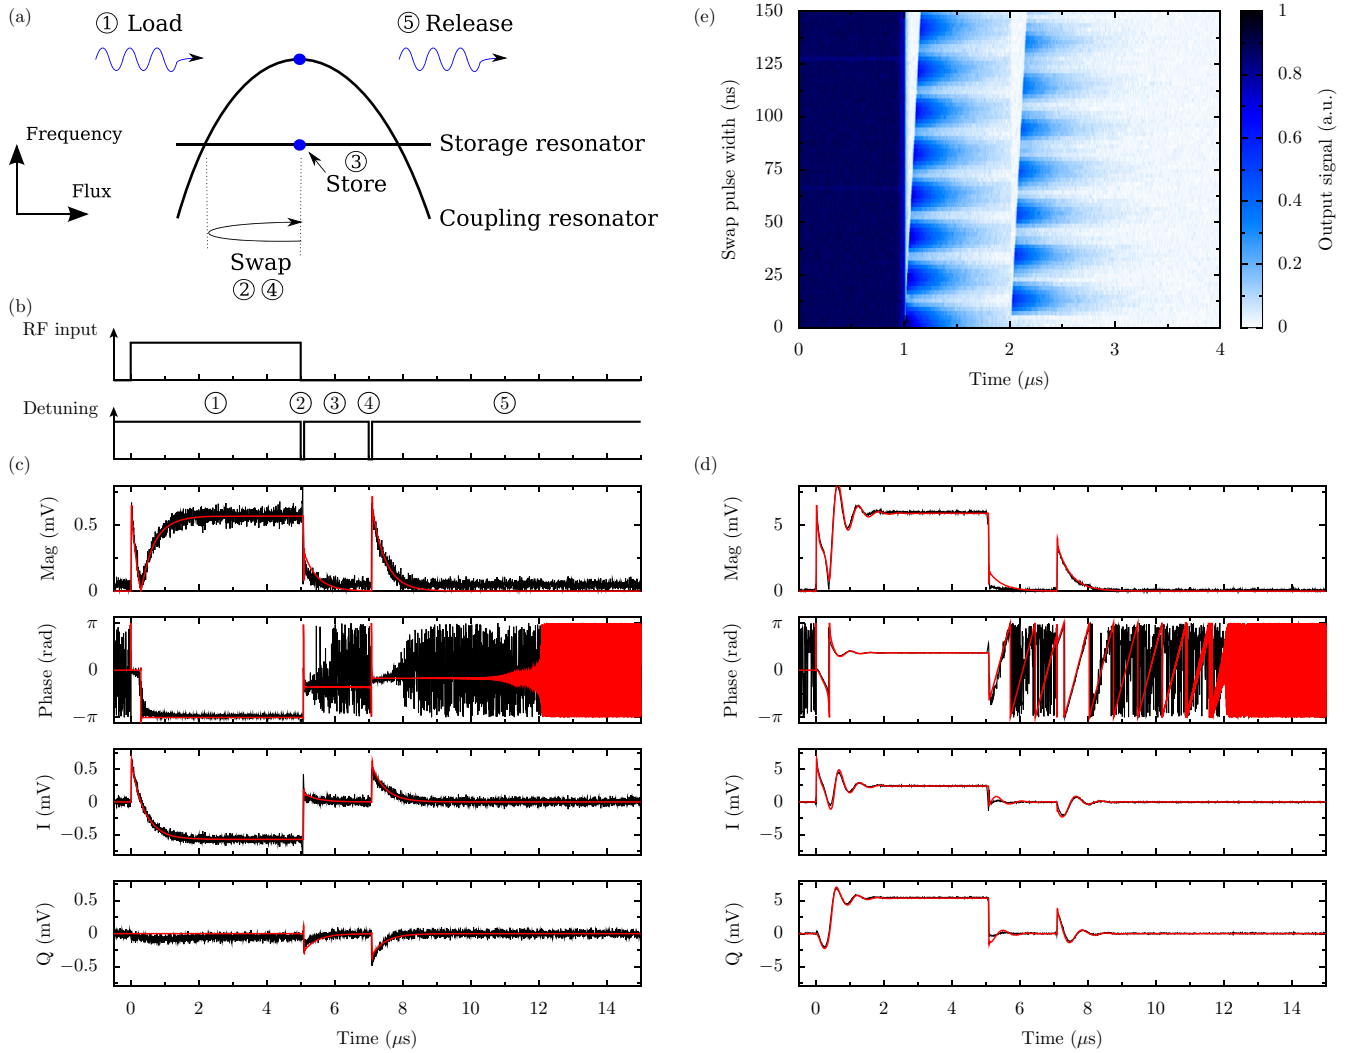 (a)
① Load
⑤ Release
Frequency
Flux
Storage resonator
③
Store
Coupling resonator
Swap
② ④
(b)
RF input
Detuning
① ② ③ ④ ⑤
(c)
Mag (mV)
0.5
0
Phase (rad)
π
0
−π
I (mV)
0.5
0
−0.5
Q (mV)
0.5
0
−0.5
0 2 4 6 8 10 12 14
Time (μs)
(e)
Swap pulse width (ns)
150
125
100
75
50
25
0
0 1 2 3 4
Time (μs)
1
0.8
0.6
0.4
0.2
0
Output signal (a.u.)
(d)
Mag (mV)
5
0
Phase (rad)
π
0
−π
I (mV)
5
0
−5
Q (mV)
5
0
−5
0 2 4 6 8 10 12 14
Time (μs)